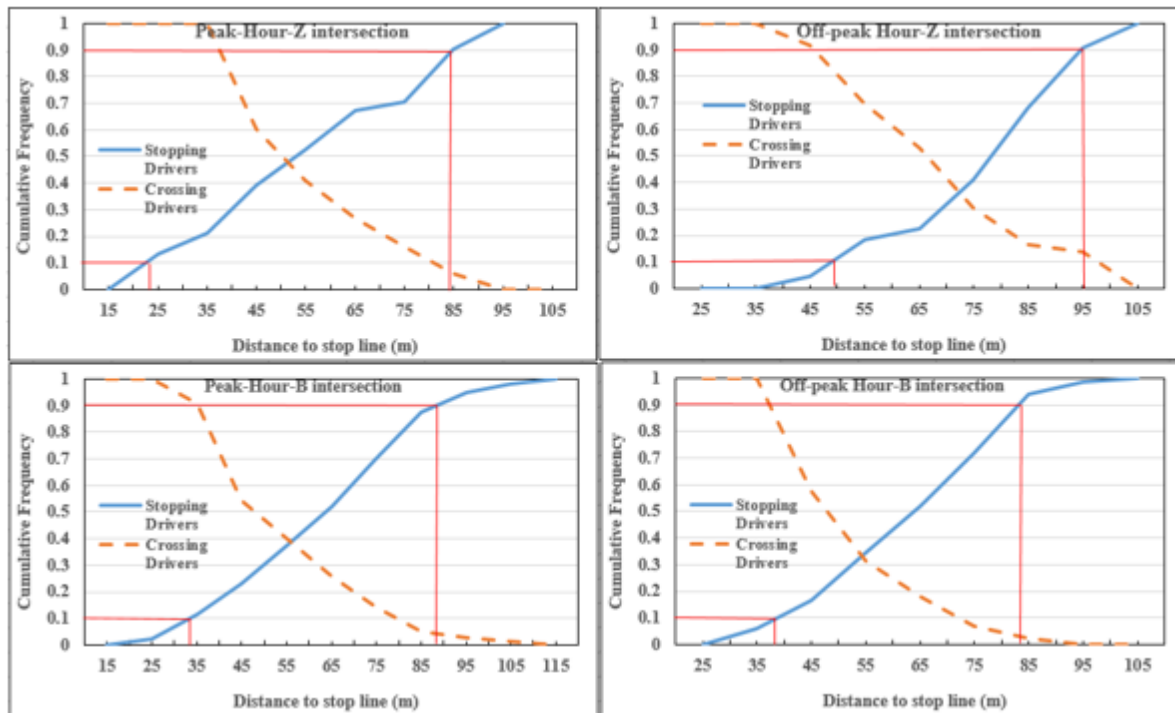 Peak-Hour-Z intersection
Cumulative Frequency
1
0.9
0.8
0.7
0.6
0.5
0.4
0.3
0.2
0.1
0
Stopping
Drivers
Crossing
Drivers
15 25 35 45 55 65 75 85 95 105
Distance to stop line (m)
Off-peak Hour-Z intersection
Cumulative Frequency
1
0.9
0.8
0.7
0.6
0.5
0.4
0.3
0.2
0.1
0
Stopping
Drivers
Crossing
Drivers
25 35 45 55 65 75 85 95 105
Distance to stop line (m)
Peak-Hour-B intersection
Cumulative Frequency
1
0.9
0.8
0.7
0.6
0.5
0.4
0.3
0.2
0.1
0
Stopping
Drivers
Crossing
Drivers
15 25 35 45 55 65 75 85 95 105 115
Distance to stop line (m)
Off-peak Hour-B intersection
Cumulative Frequency
1
0.9
0.8
0.7
0.6
0.5
0.4
0.3
0.2
0.1
0
Stopping
Drivers
Crossing
Drivers
25 35 45 55 65 75 85 95 105
Distance to stop line (m)